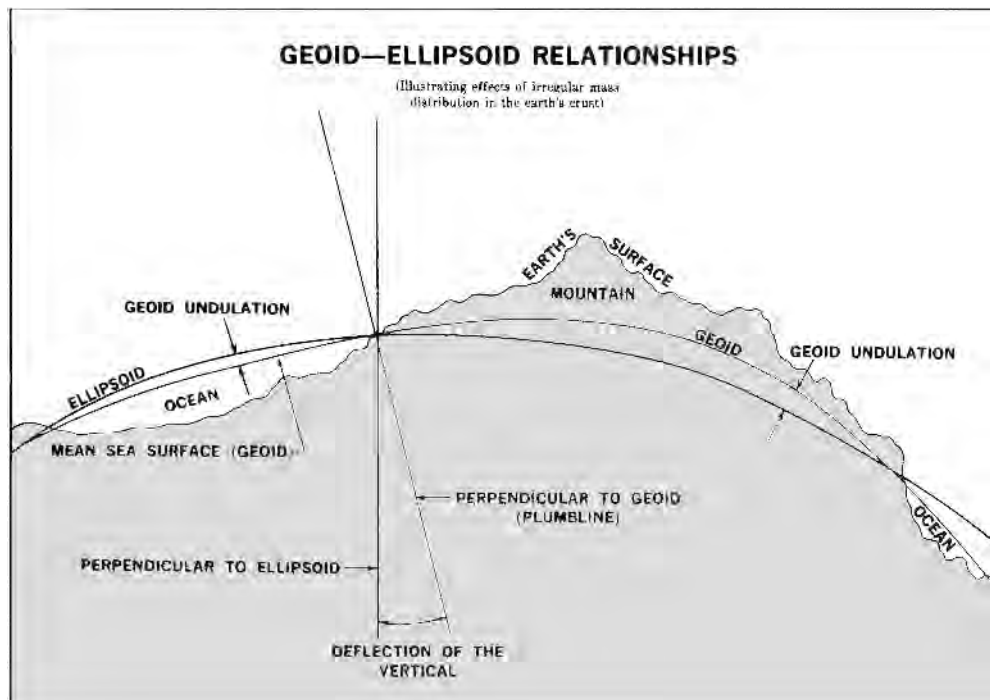 GEOID—ELLIPSOID RELATIONSHIPS
(Illustrating effects of irregular mass
distribution in the earth's crust)
EARTH'S SURFACE
MOUNTAIN
GEOID UNDULATION
GEOID
GEOID UNDULATION
ELLIPSOID
OCEAN
MEAN SEA SURFACE (GEOID)
PERPENDICULAR TO GEOID
(PLUMBLINE)
OCEAN
PERPENDICULAR TO ELLIPSOID
DEFLECTION OF THE
VERTICAL